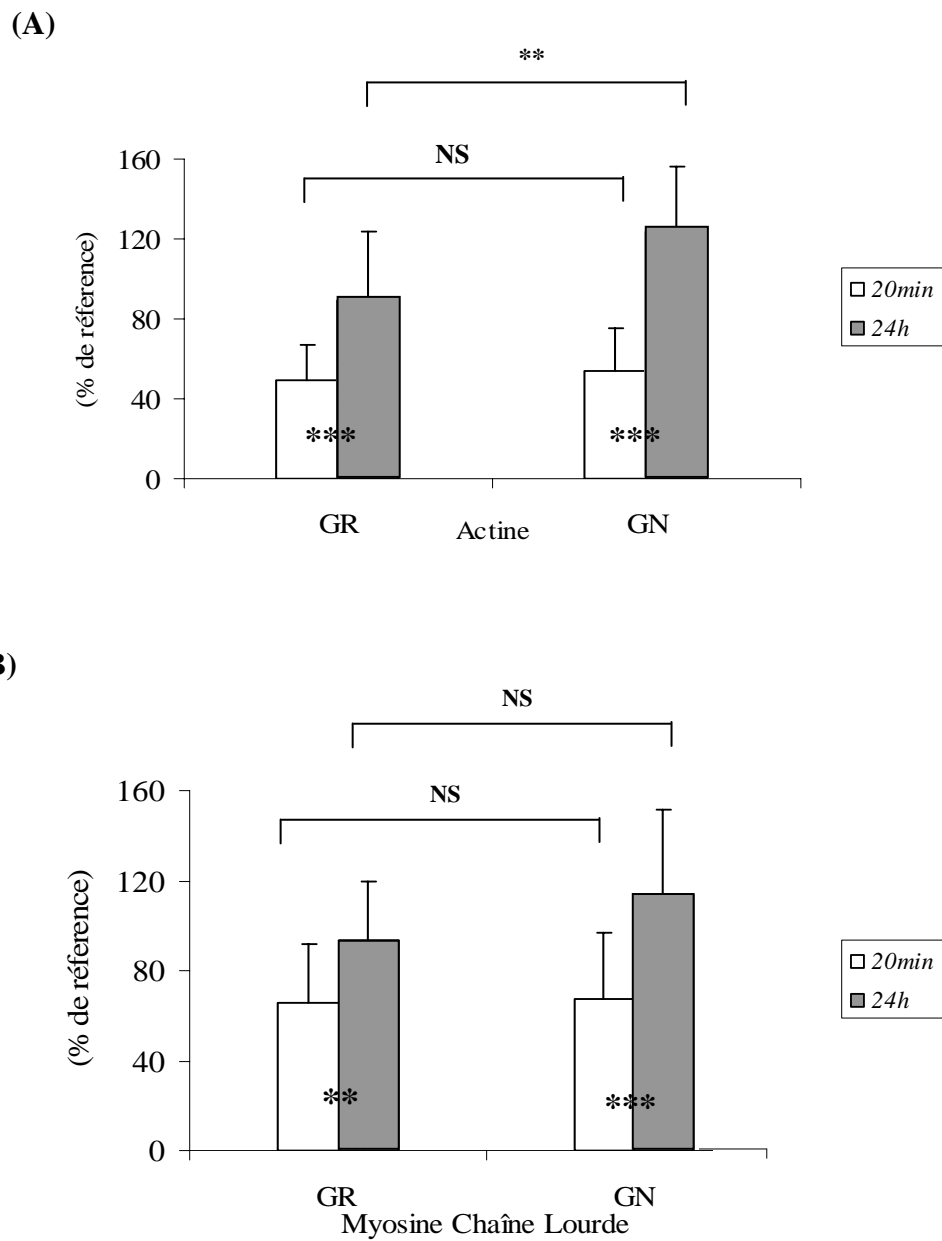 (A)
**
NS
160
120
80
40
0
(% de réference)
*** ***
GR GN
Actine
20min
24h
B)
NS
NS
160
120
80
40
0
(% de réference)
** ***
GR GN
Myosine Chaîne Lourde
20min
24h